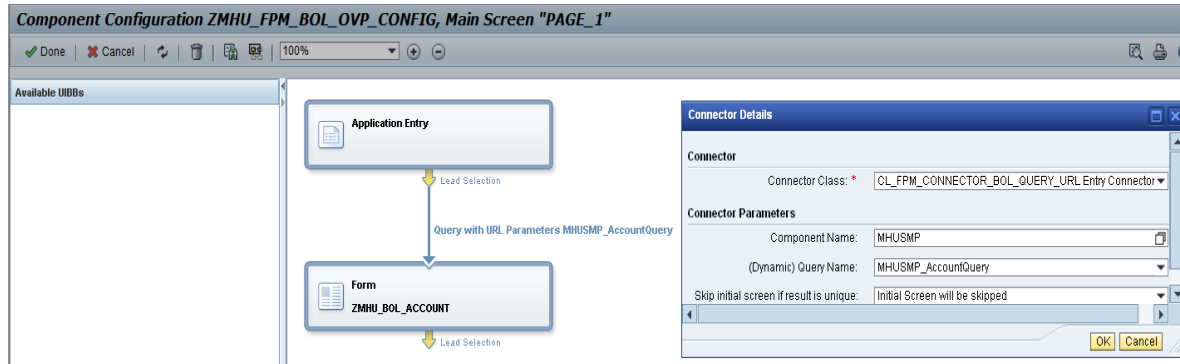 Component Configuration ZMHU_FPM_BOL_OVP_CONFIG, Main Screen "PAGE_1"
Done Cancel 100%
Available UIBBs
Application Entry
Lead Selection
Query with URL Parameters MHUSMP_AccountQuery
Form
ZMHU_BOL_ACCOUNT
Lead Selection
Connector Details
Connector
Connector Class: * CL_FPM_CONNECTOR_BOL_QUERY_URL Entry Connector
Connector Parameters
Component Name: MHUSMP
(Dynamic) Query Name: MHUSMP_AccountQuery
Skip initial screen if result is unique: Initial Screen will be skipped
OK Cancel